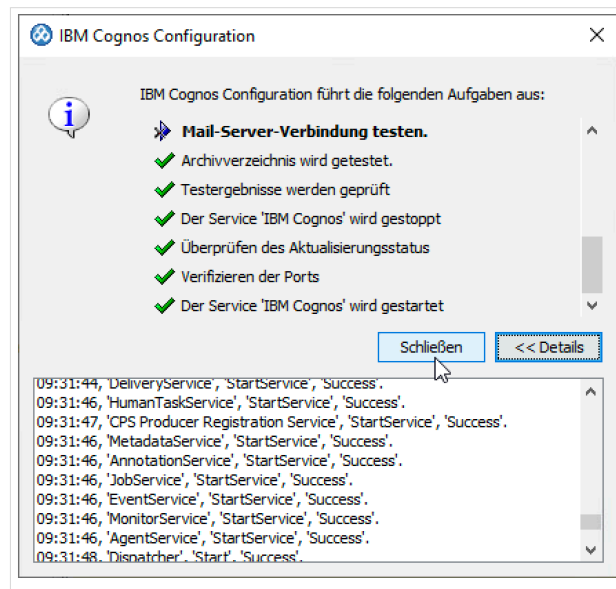 IBM Cognos Configuration
IBM Cognos Configuration führt die folgenden Aufgaben aus:
Mail-Server-Verbindung testen.
Archivverzeichnis wird getestet.
Testergebnisse werden geprüft
Der Service 'IBM Cognos' wird gestoppt
Überprüfen des Aktualisierungsstatus
Verifizieren der Ports
Der Service 'IBM Cognos' wird gestartet
Schließen
<< Details
09:31:44, 'DeliveryService', 'StartService', 'Success'.
09:31:46, 'HumanTaskService', 'StartService', 'Success'.
09:31:47, 'CPS Producer Registration Service', 'StartService', 'Success'.
09:31:46, 'MetadataService', 'StartService', 'Success'.
09:31:46, 'AnnotationService', 'StartService', 'Success'.
09:31:46, 'JobService', 'StartService', 'Success'.
09:31:46, 'EventService', 'StartService', 'Success'.
09:31:46, 'MonitorService', 'StartService', 'Success'.
09:31:46, 'AgentService', 'StartService', 'Success'.
09:31:48, 'Dispatcher', 'Start', 'Success'.